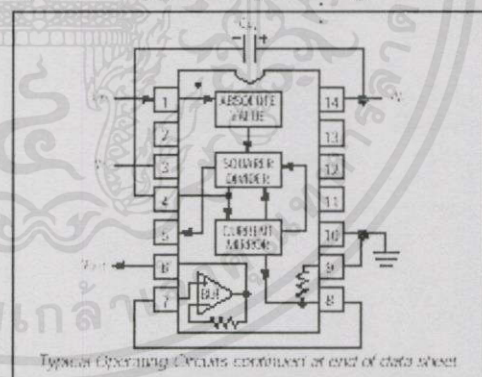 1
14
ABSOLUTE
VALUE
2
13
3
SQUARER
DIVIDER
12
4
11
5
CURRENT
MIRROR
10
6
9
7
BUF
8
Typical Operating Circuits continued at end of data sheet